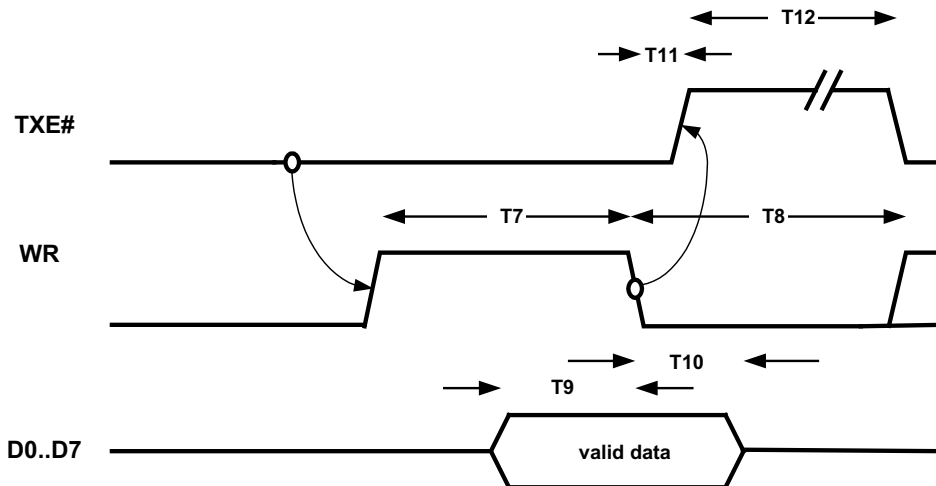 T12
T11
TXE#
T7
T8
WR
T10
T9
D0..D7
valid data